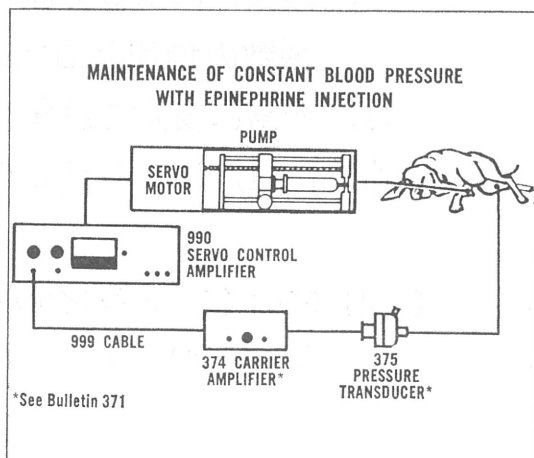 MAINTENANCE OF CONSTANT BLOOD PRESSURE
WITH EPINEPHRINE INJECTION
PUMP
SERVO
MOTOR
990
SERVO CONTROL
AMPLIFIER
999 CABLE
374 CARRIER
AMPLIFIER*
375
PRESSURE
TRANSDUCER*
*See Bulletin 371